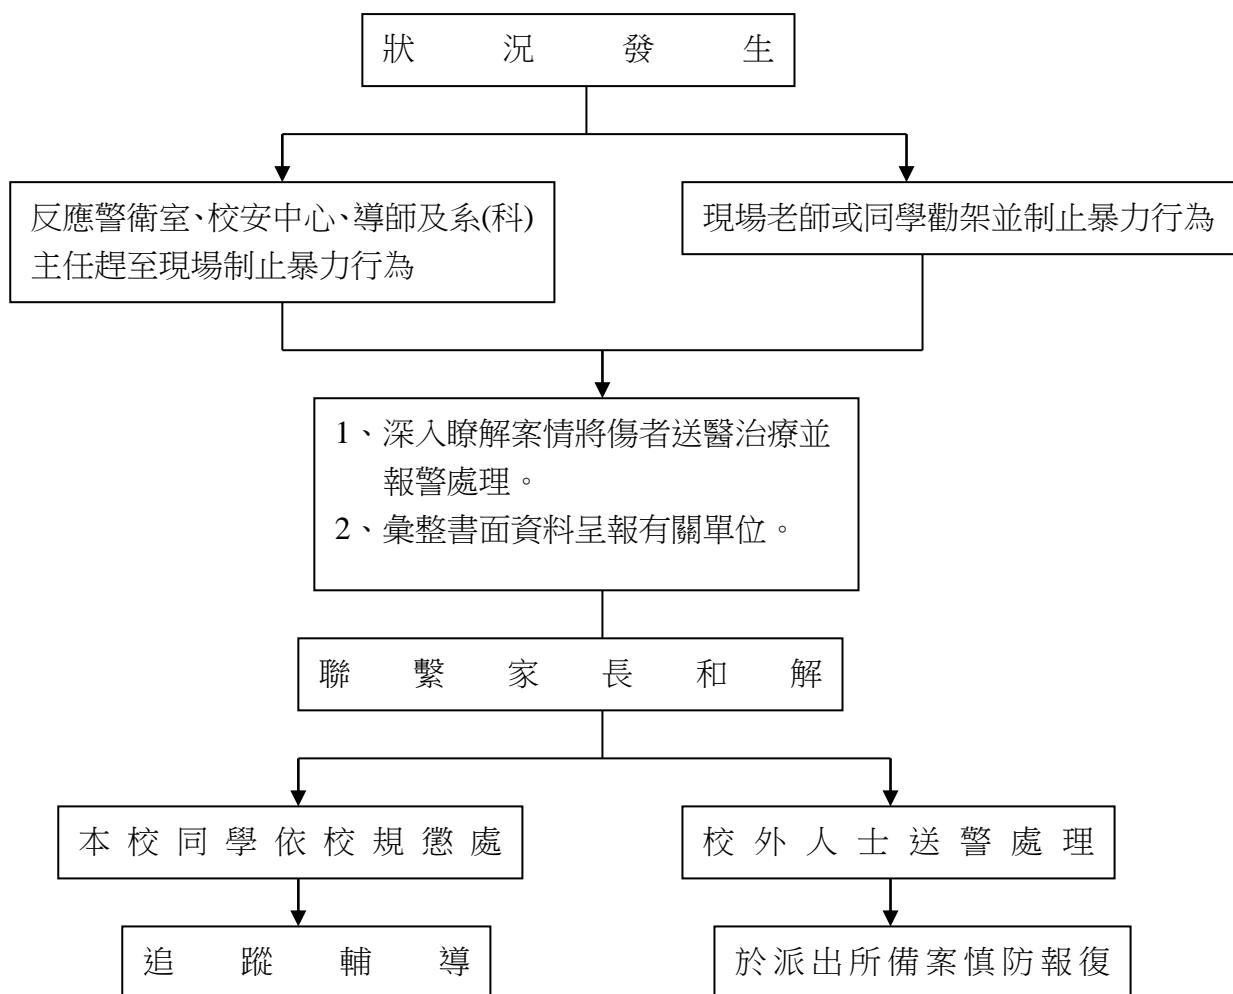 狀況發生
反應警衛室、校安中心、導師及系(科)
主任趕至現場制止暴力行為
現場老師或同學勸架並制止暴力行為
1、深入瞭解案情將傷者送醫治療並
報警處理。
2、彙整書面資料呈報有關單位。
聯繫家長和解
本校同學依校規懲處
校外人士送警處理
追蹤輔導
於派出所備案慎防報復